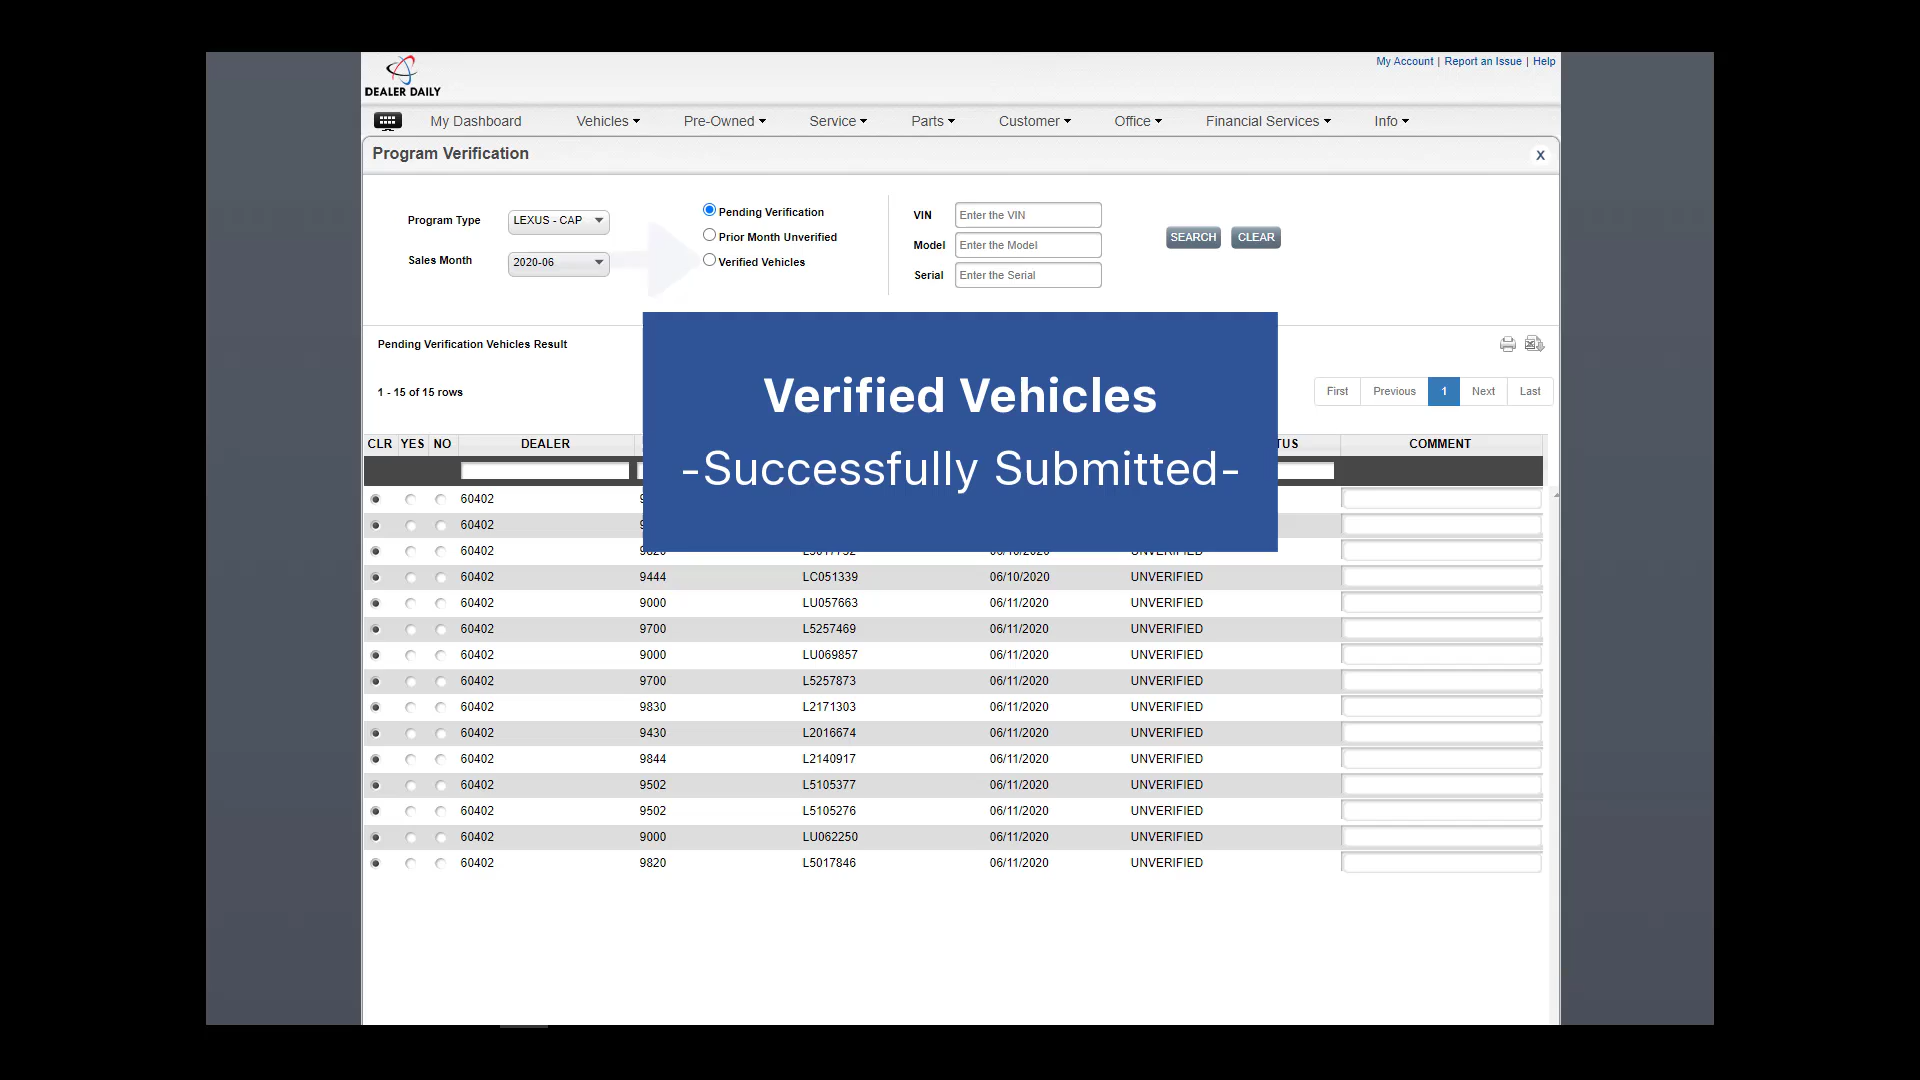 My Account | Report an Issue | Help
DEALER DAILY
My Dashboard Vehicles Pre-Owned Service Parts Customer Office Financial Services Info
Program Verification X
Program Type LEXUS - CAP
Sales Month 2020-06
Pending Verification
Prior Month Unverified
Verified Vehicles
VIN Enter the VIN
Model Enter the Model
Serial Enter the Serial
SEARCH CLEAR
Pending Verification Vehicles Result
1 - 15 of 15 rows
First Previous 1 Next Last
Verified Vehicles
-Successfully Submitted-
CLR YES NO DEALER COMMENT
60402
60402
60402
60402 9444 LC051339 06/10/2020 UNVERIFIED
60402 9000 LU057663 06/11/2020 UNVERIFIED
60402 9700 L5257469 06/11/2020 UNVERIFIED
60402 9000 LU069857 06/11/2020 UNVERIFIED
60402 9700 L5257873 06/11/2020 UNVERIFIED
60402 9830 L2171303 06/11/2020 UNVERIFIED
60402 9430 L2016674 06/11/2020 UNVERIFIED
60402 9844 L2140917 06/11/2020 UNVERIFIED
60402 9502 L5105377 06/11/2020 UNVERIFIED
60402 9502 L5105276 06/11/2020 UNVERIFIED
60402 9000 LU062250 06/11/2020 UNVERIFIED
60402 9820 L5017846 06/11/2020 UNVERIFIED